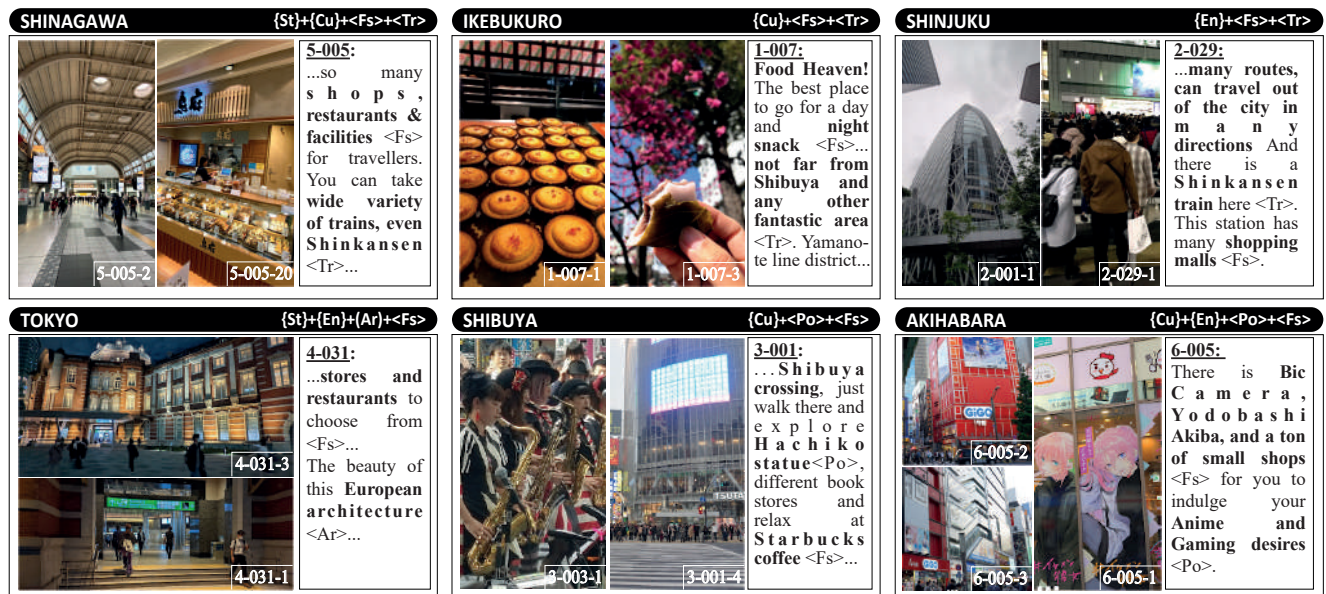 SHINAGAWA {St}+{Cu}+<Fs>+<Tr>
5-005:
...so many
shops,
restaurants &
facilities <Fs>
for travellers.
You can take
wide variety
of trains, even
Shinkansen
<Tr>...
5-005-2
5-005-20
IKEBUKURO {Cu}+<Fs>+<Tr>
1-007:
Food Heaven!
The best place
to go for a day
and night
snack <Fs>...
not far from
Shibuya and
any other
fantastic area
<Tr>. Yamano-
te line district...
1-007-1
1-007-3
SHINJUKU {En}+<Fs>+<Tr>
2-029:
...many routes,
can travel out
of the city in
many
directions And
there is a
Shinkansen
train here <Tr>.
This station has
many shopping
malls <Fs>.
2-001-1
2-029-1
TOKYO {St}+{En}+(Ar)+<Fs>
4-031:
...stores and
restaurants to
choose from
<Fs>...
The beauty of
this European
architecture
<Ar>...
4-031-3
4-031-1
SHIBUYA {Cu}+<Po>+<Fs>
3-001:
...Shibuya
crossing, just
walk there and
explore
Hachiko
statue<Po>,
different book
stores and
relax at
Starbucks
coffee <Fs>...
TSUTA
3-003-1
3-001-4
AKIHABARA {Cu}+{En}+<Po>+<Fs>
6-005:
There is Bic
Camera,
Yodobashi
Akiba, and a ton
of small shops
<Fs> for you to
indulge your
Anime and
Gaming desires
<Po>.
GiGO
6-005-2
GiGO
6-005-3
6-005-1